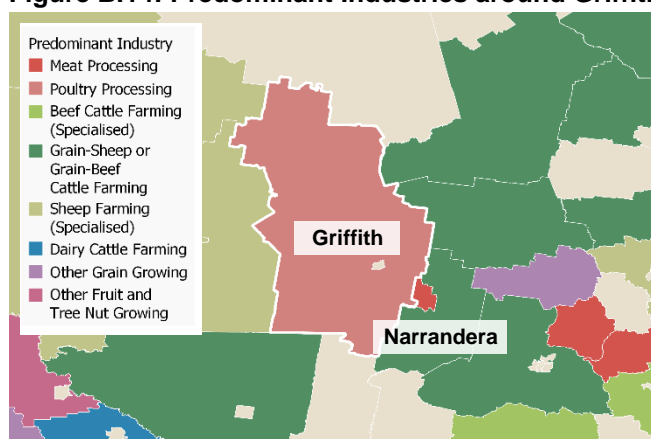 Predominant Industry
Meat Processing
Poultry Processing
Beef Cattle Farming
(Specialised)
Grain-Sheep or
Grain-Beef
Cattle Farming
Sheep Farming
(Specialised)
Dairy Cattle Farming
Other Grain Growing
Other Fruit and
Tree Nut Growing
Griffith
Narrandera